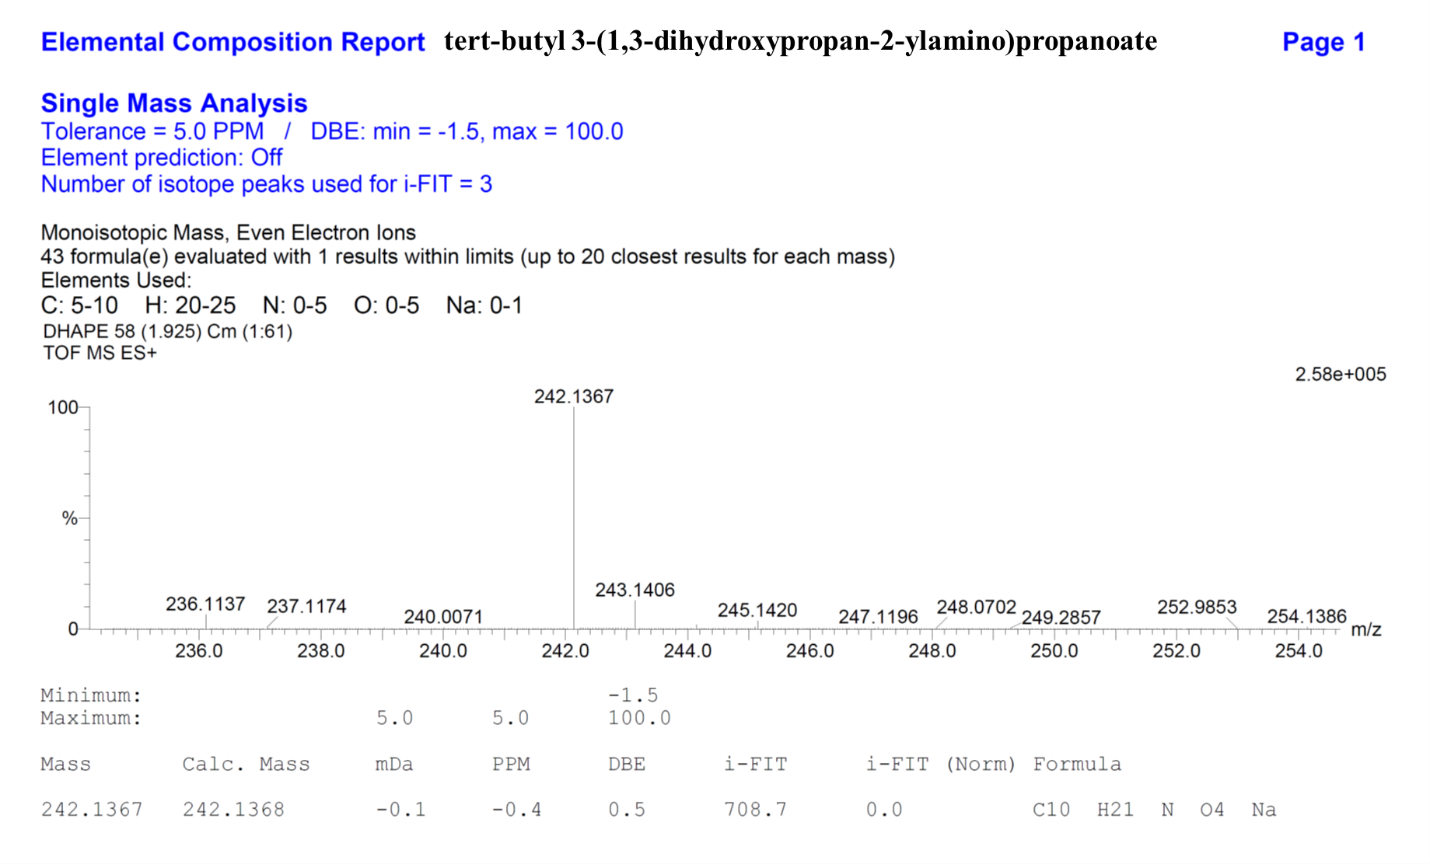 Elemental Composition Report tert-butyl 3-(1,3-dihydroxypropan-2-ylamino)propanoate Page 1
Single Mass Analysis
Tolerance = 5.0 PPM / DBE: min = -1.5, max = 100.0
Element prediction: Off
Number of isotope peaks used for i-FIT = 3
Monoisotopic Mass, Even Electron Ions
43 formula(e) evaluated with 1 results within limits (up to 20 closest results for each mass)
Elements Used:
C: 5-10 H: 20-25 N: 0-5 O: 0-5 Na: 0-1
DHAPE 58 (1.925) Cm (1:61)
TOF MS ES+
2.58e+005
242.1367
100
%
243.1406
236.1137 237.1174 240.0071 245.1420 247.1196 248.0702 249.2857 252.9853 254.1386
0 m/z
236.0 238.0 240.0 242.0 244.0 246.0 248.0 250.0 252.0 254.0
Minimum: -1.5
Maximum: 5.0 5.0 100.0
Mass Calc. Mass mDa PPM DBE i-FIT i-FIT (Norm) Formula
242.1367 242.1368 -0.1 -0.4 0.5 708.7 0.0 C10 H21 N O4 Na